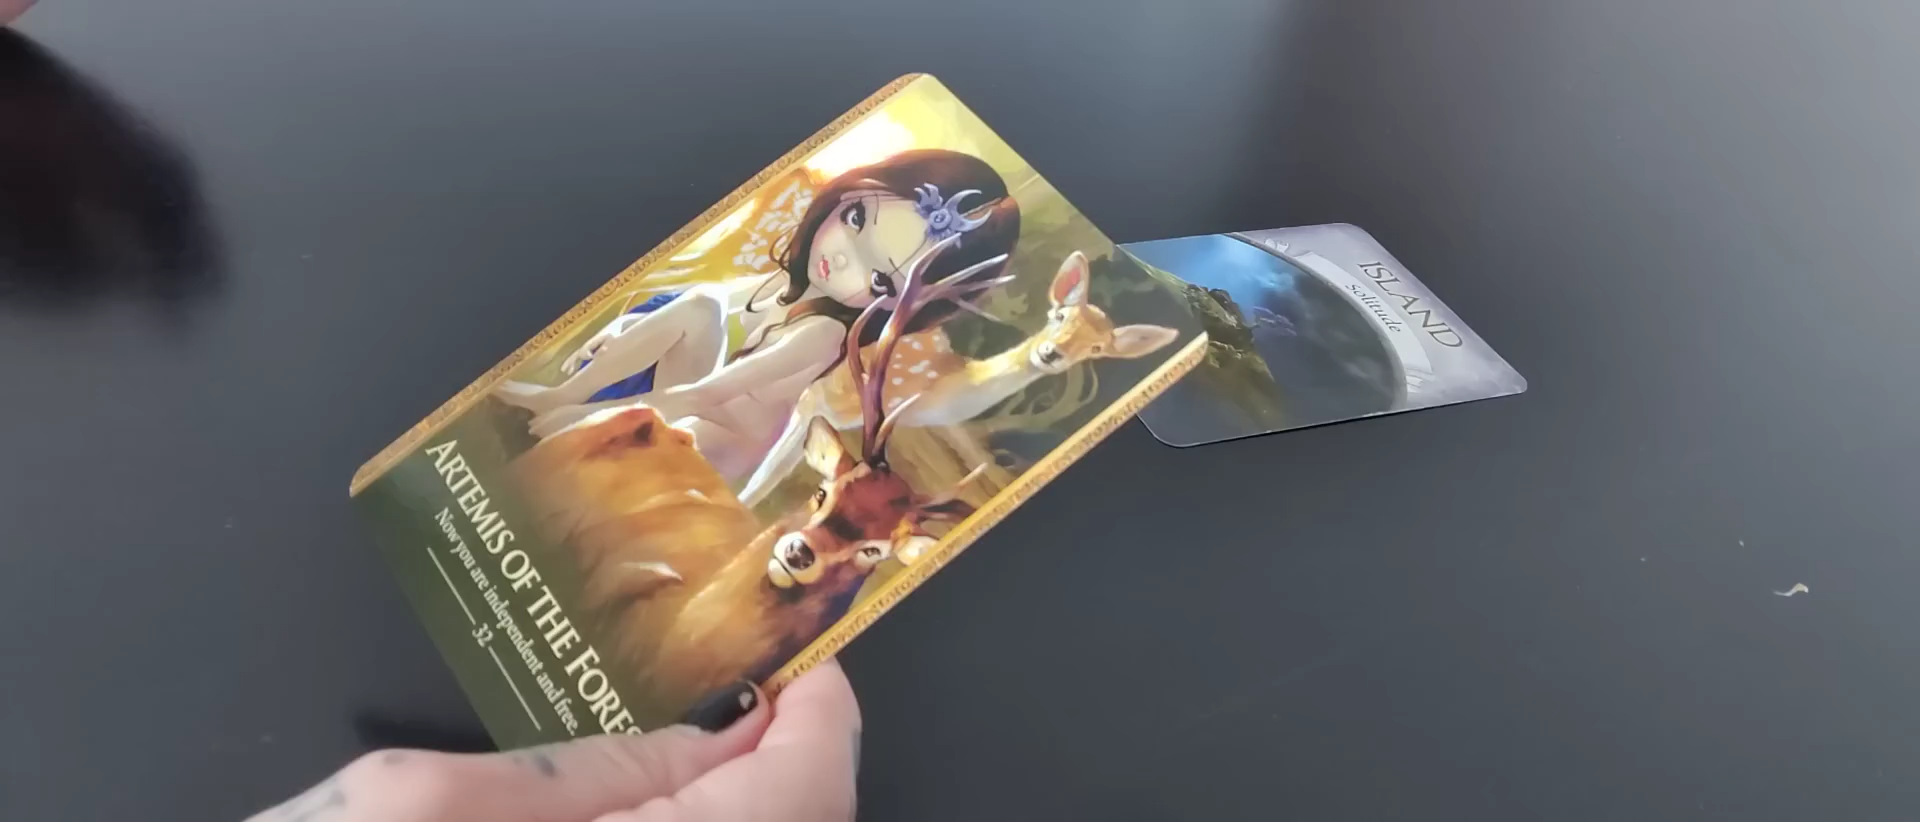 ARTEMIS OF THE FORES
Now you are independent and free.
32
ISLAND
Solitude